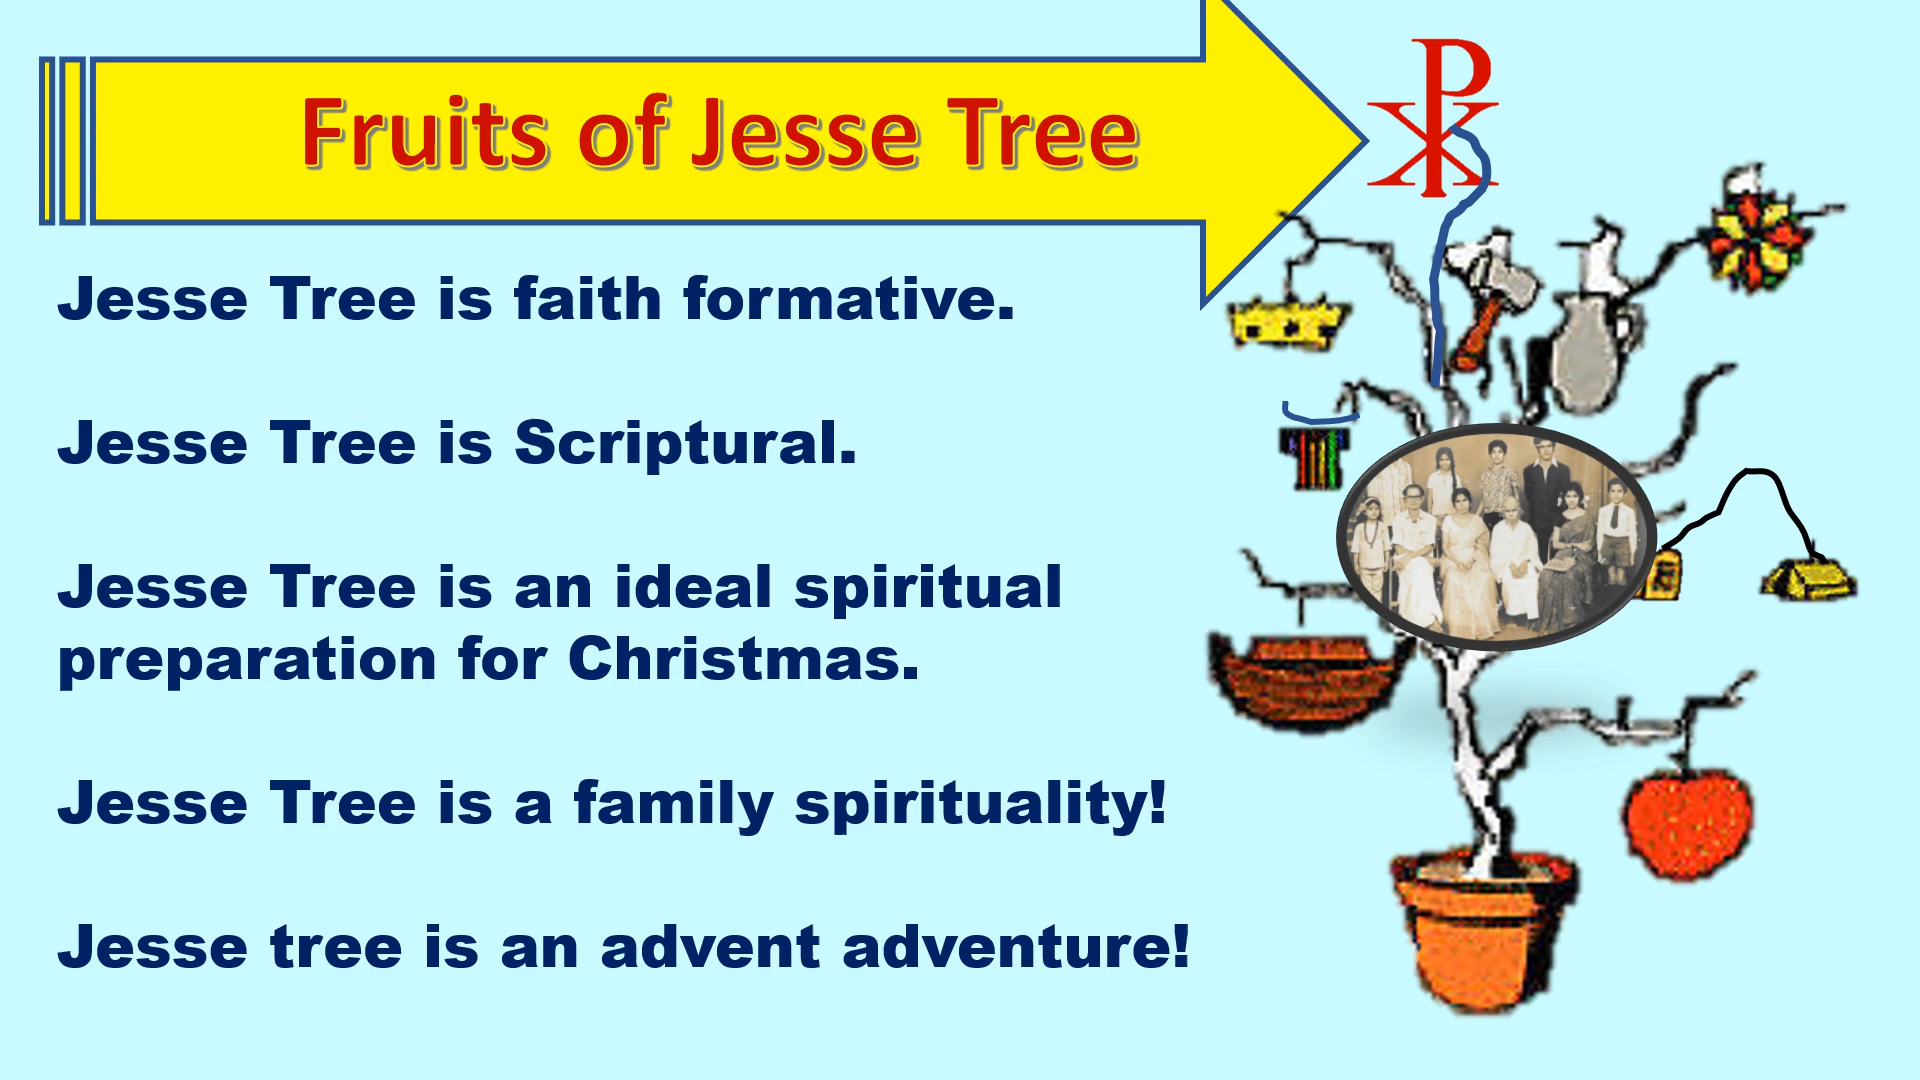 Fruits of Jesse Tree
Jesse Tree is faith formative.
Jesse Tree is Scriptural.
Jesse Tree is an ideal spiritual
preparation for Christmas.
Jesse Tree is a family spirituality!
Jesse tree is an advent adventure!